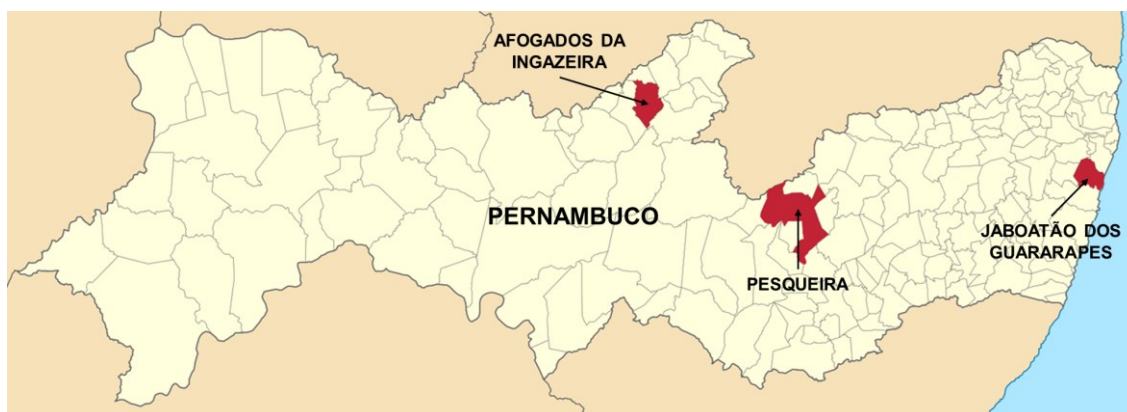 AFOGADOS DA
INGAZEIRA
PERNAMBUCO
JABOATÃO DOS
GUARARAPES
PESQUEIRA